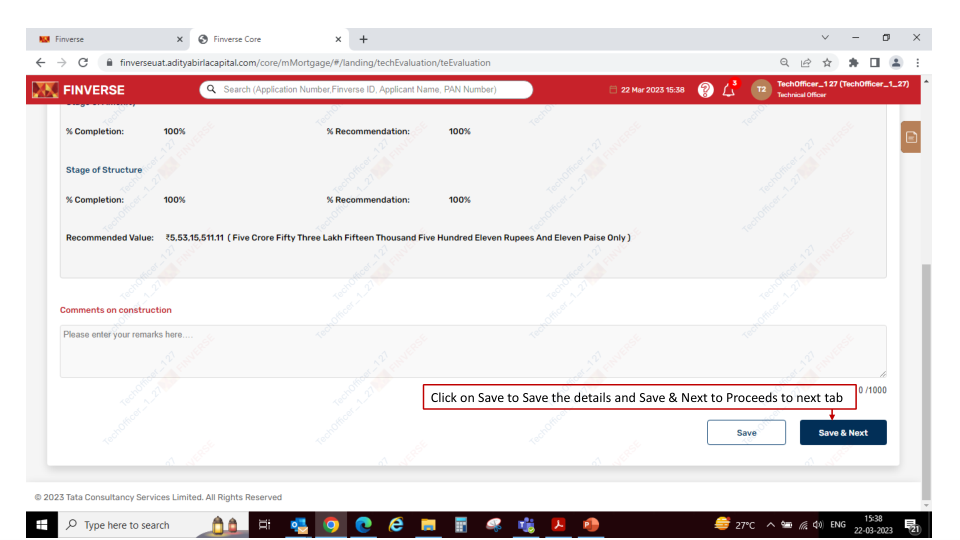 Finverse
Finverse Core
finverseuat.adityabirlacapital.com/core/mMortgage/#/landing/techEvaluation/teEvaluation
FINVERSE
Search (Application Number,Finverse ID, Applicant Name, PAN Number)
22 Mar 2023 15:38
3
T2
TechOfficer_1 27 (TechOfficer_1_27)
Technical Officer
% Completion: 100% % Recommendation: 100%
Stage of Structure
% Completion: 100% % Recommendation: 100%
Recommended Value: ₹5,53,15,511.11 ( Five Crore Fifty Three Lakh Fifteen Thousand Five Hundred Eleven Rupees And Eleven Paise Only )
Comments on construction
Please enter your remarks here....
0 /1000
Click on Save to Save the details and Save & Next to Proceeds to next tab
Save
Save & Next
© 2023 Tata Consultancy Services Limited. All Rights Reserved
Type here to search
27°C
ENG
15:38
22-03-2023
21